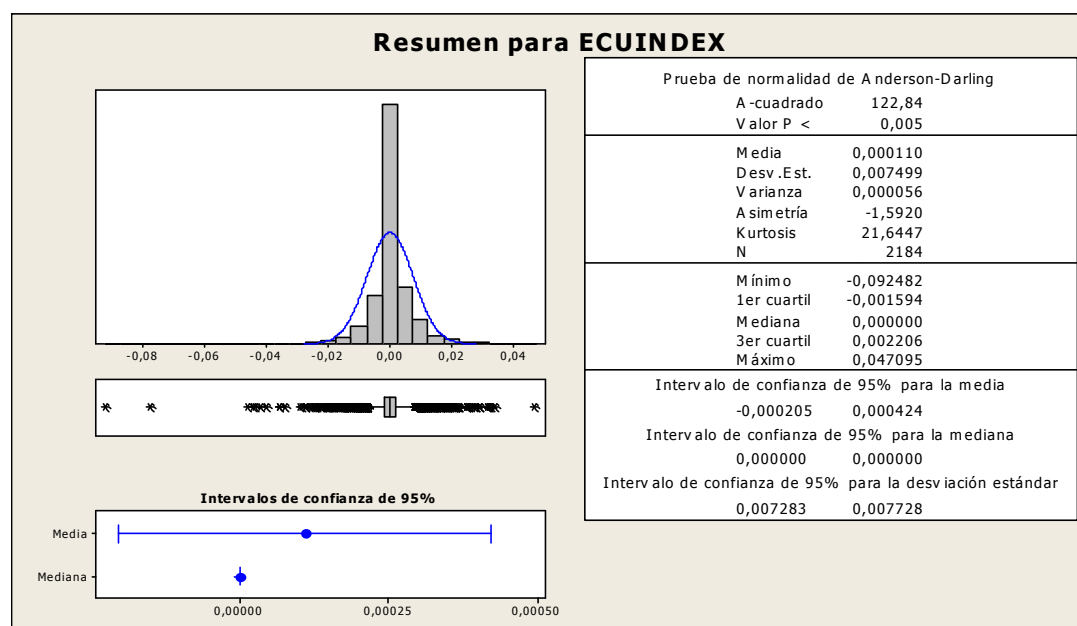 Resumen para ECUINDEX
-0,08 -0,06 -0,04 -0,02 0,00 0,02 0,04
Intervalos de confianza de 95%
Media
Mediana
0,00000 0,00025 0,00050
Prueba de normalidad de Anderson-Darling
A-cuadrado 122,84
Valor P < 0,005
Media 0,000110
Desv.Est. 0,007499
Varianza 0,000056
Asimetría -1,5920
Kurtosis 21,6447
N 2184
Mínimo -0,092482
1er cuartil -0,001594
Mediana 0,000000
3er cuartil 0,002206
Máximo 0,047095
Intervalo de confianza de 95% para la media
-0,000205 0,000424
Intervalo de confianza de 95% para la mediana
0,000000 0,000000
Intervalo de confianza de 95% para la desviación estándar
0,007283 0,007728